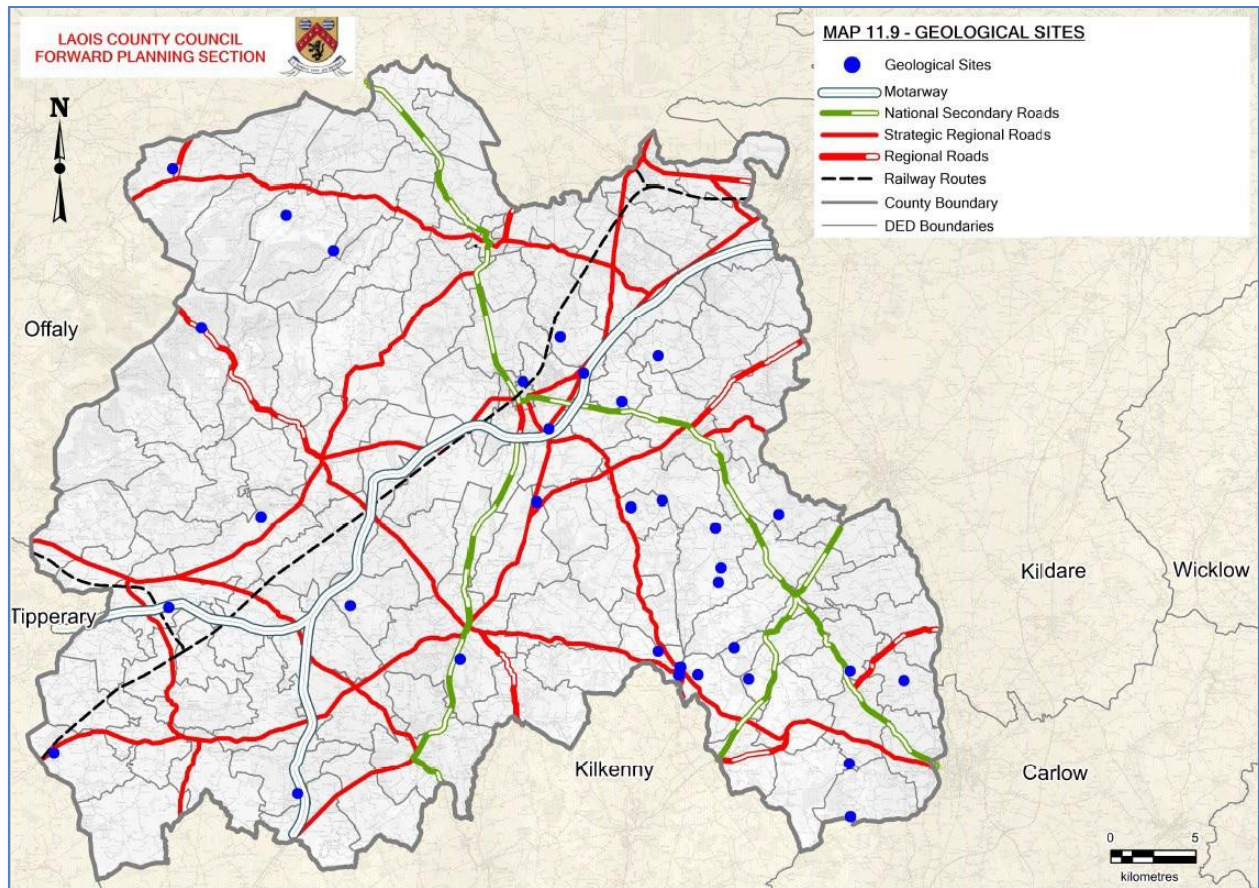 LAOIS COUNTY COUNCIL
FORWARD PLANNING SECTION
MAP 11.9 - GEOLOGICAL SITES
Geological Sites
Motarway
National Secondary Roads
Strategic Regional Roads
Regional Roads
Railway Routes
County Boundary
DED Boundaries
N
Offaly
Tipperary
Kildare
Wicklow
Kilkenny
Carlow
0 5
kilometres